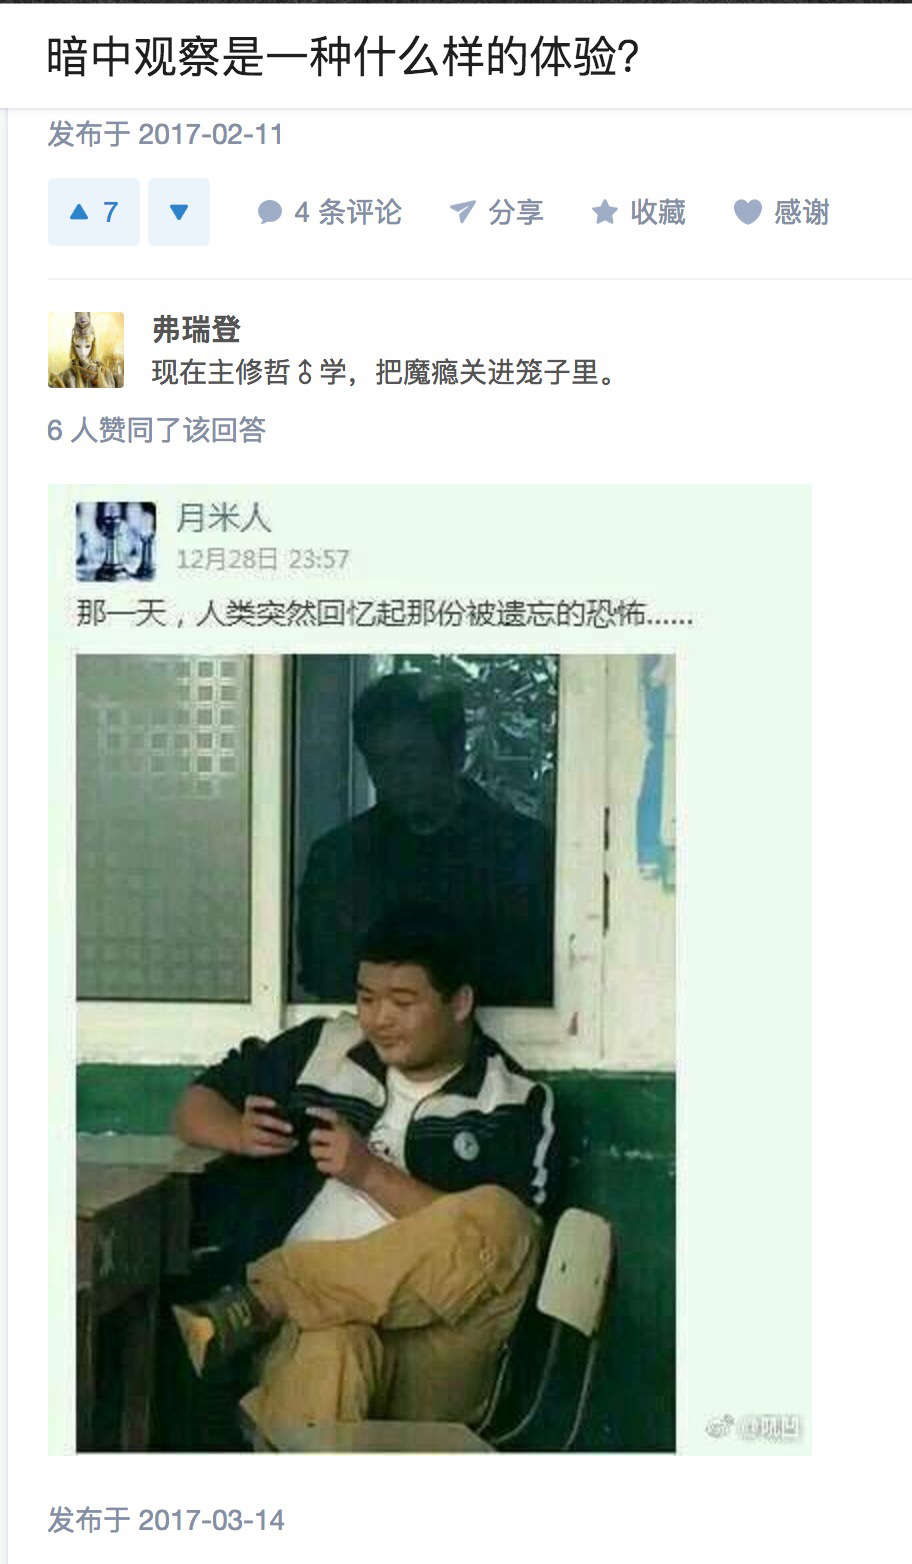 暗中观察是一种什么样的体验?
发布于 2017-02-11
7
4 条评论
分享
收藏
感谢
弗瑞登
现在主修哲⚦学，把魔瘾关进笼子里。
6 人赞同了该回答
月米人
12月28日 23:57
那一天，人类突然回忆起那份被遗忘的恐怖......
发布于 2017-03-14